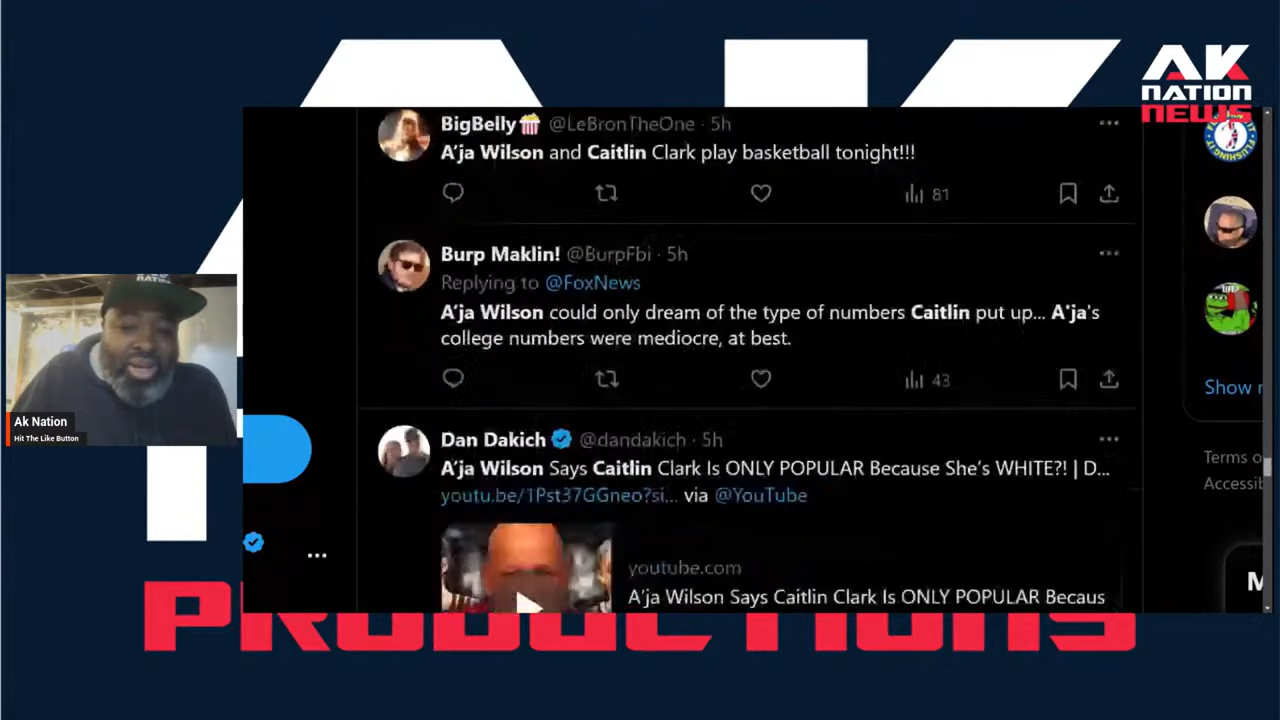 AK
NATION
NEWS
BigBelly🍿 @LeBronTheOne · 5h
A'ja Wilson and Caitlin Clark play basketball tonight!!!
81
Burp Maklin! @BurpFbi · 5h
Replying to @FoxNews
A'ja Wilson could only dream of the type of numbers Caitlin put up... A'ja's
college numbers were mediocre, at best.
43
Dan Dakich @dandakich · 5h
A'ja Wilson Says Caitlin Clark Is ONLY POPULAR Because She's WHITE?! | D...
youtu.be/1Pst37GGneo?si... via @YouTube
youtube.com
A'ja Wilson Says Caitlin Clark Is ONLY POPULAR Becaus
Show
Terms o
Accessib
M
NATION
Ak Nation
Hit The Like Button
PRODUCTIONS